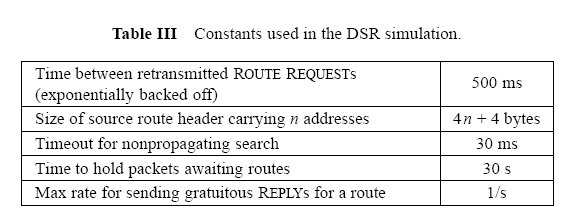 Table III Constants used in the DSR simulation.
Time between retransmitted ROUTE REQUESTs
(exponentially backed off)
500 ms
Size of source route header carrying n addresses
4n + 4 bytes
Timeout for nonpropagating search
30 ms
Time to hold packets awaiting routes
30 s
Max rate for sending gratuitous REPLYs for a route
1/s